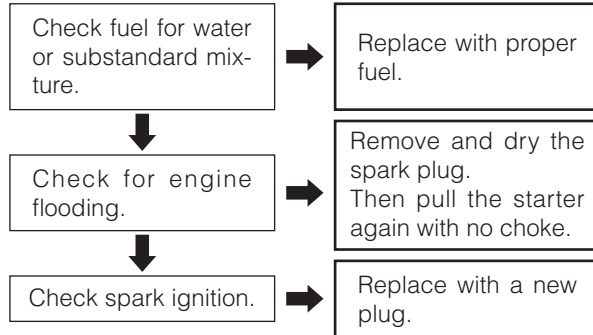 Check fuel for water
or substandard mix-
ture.
Replace with proper
fuel.
Check for engine
flooding.
Remove and dry the
spark plug.
Then pull the starter
again with no choke.
Check spark ignition.
Replace with a new
plug.